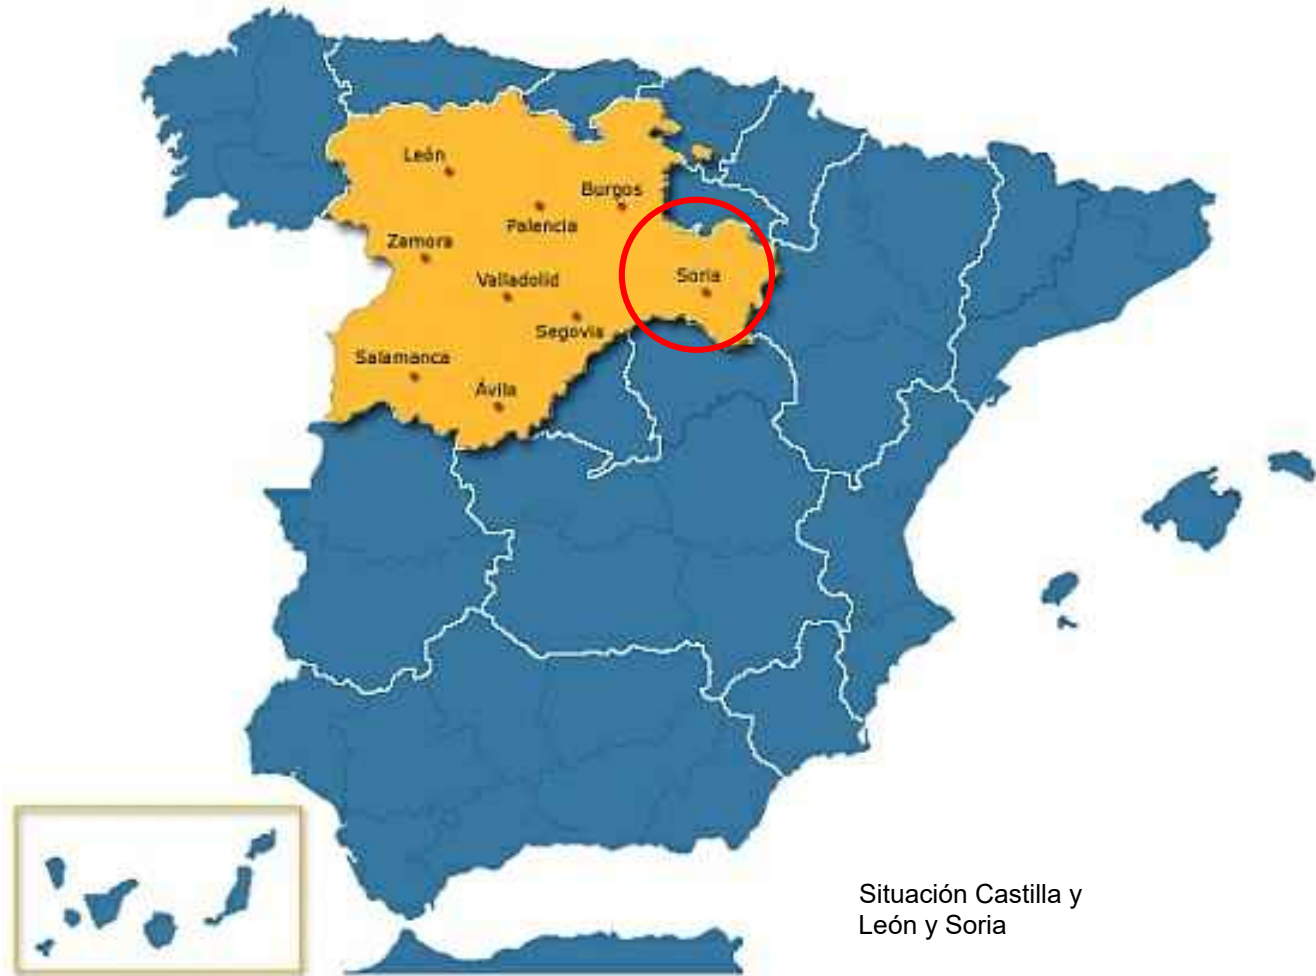 León
Burgos
Palencia
Zamora
Soria
Valladolid
Segovia
Salamanca
Ávila
Situación Castilla y
León y Soria